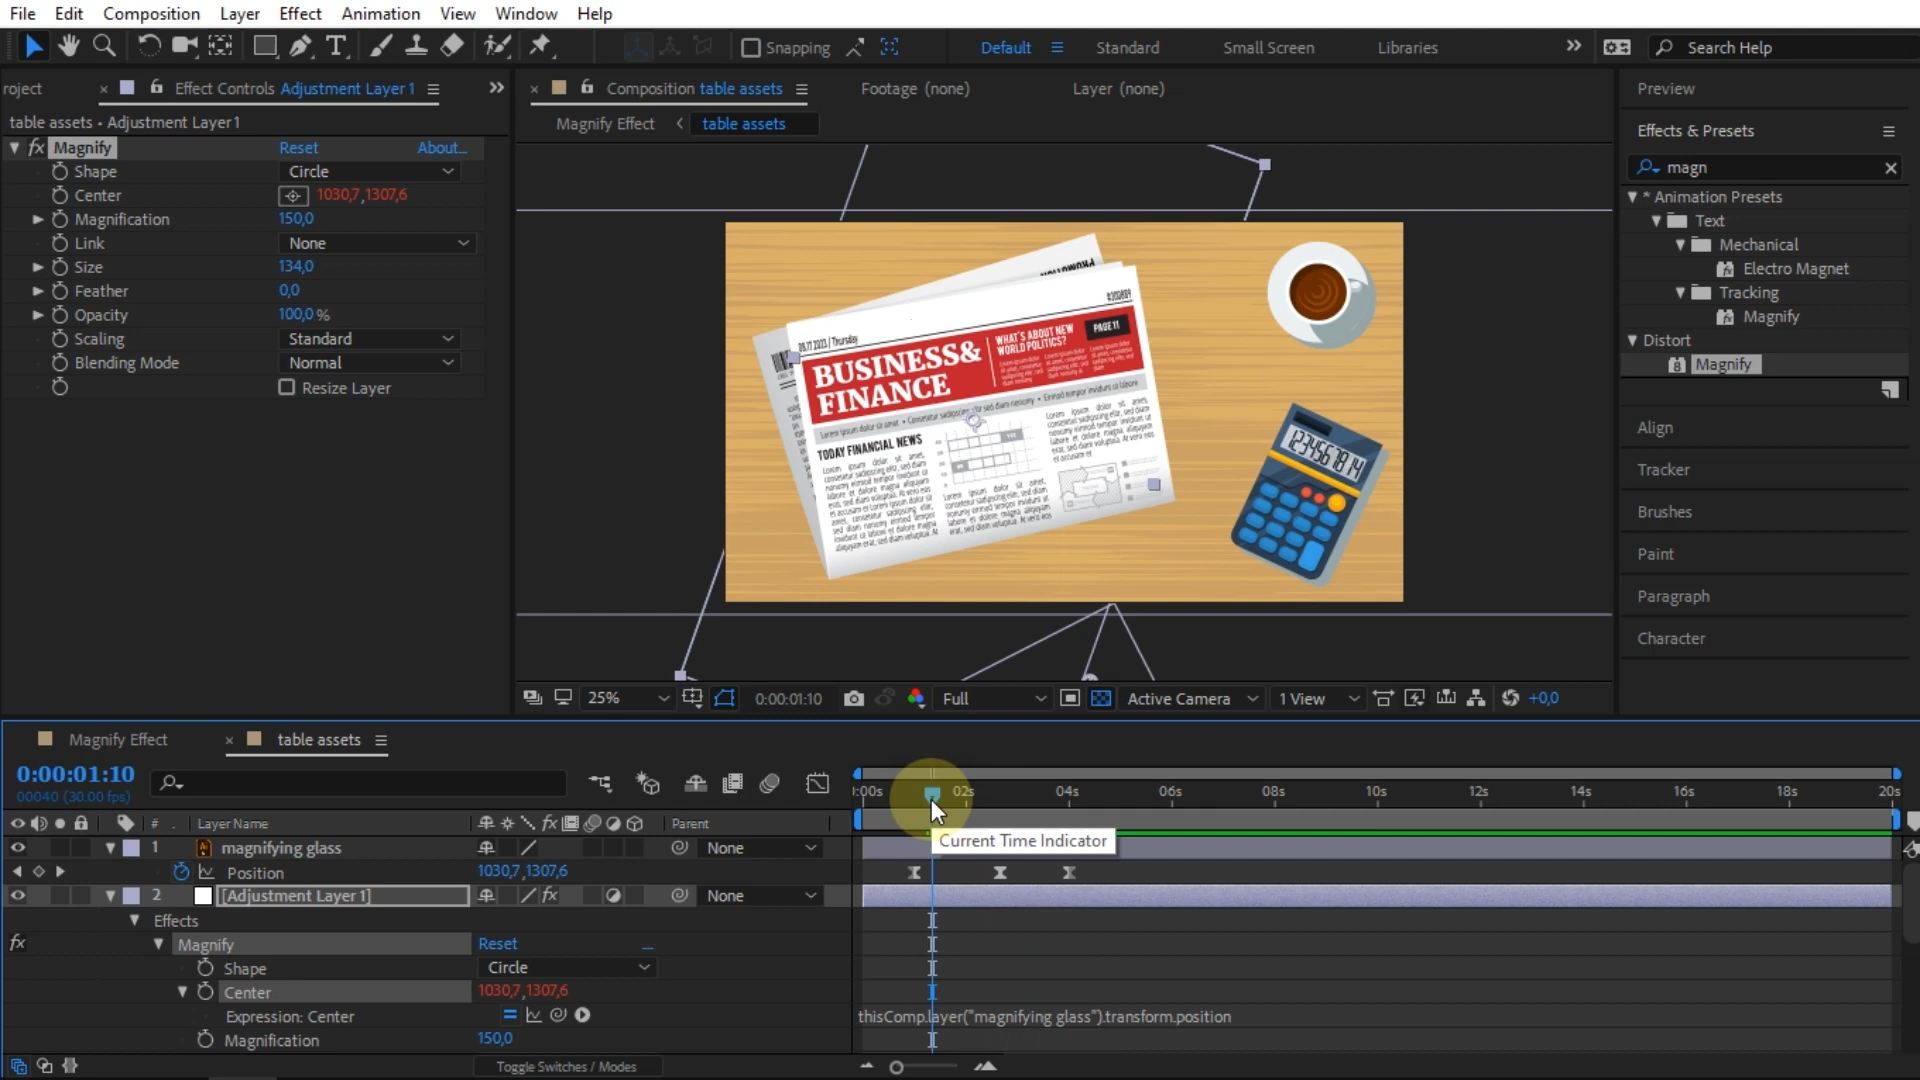 File Edit Composition Layer Effect Animation View Window Help
Snapping Default Standard Small Screen Libraries Search Help
roject Effect Controls Adjustment Layer 1
table assets • Adjustment Layer 1
fx Magnify Reset About...
Shape Circle
Center 1030,7,1307,6
Magnification 150,0
Link None
Size 134,0
Feather 0,0
Opacity 100,0 %
Scaling Standard
Blending Mode Normal
Resize Layer
Composition table assets Footage (none) Layer (none)
Magnify Effect table assets
BUSINESS&
FINANCE
WHAT'S ABOUT NEW
WORLD POLITICS?
PAGE 11
TODAY FINANCIAL NEWS
25% 0:00:01:10 Full Active Camera 1 View +0,0
Preview
Effects & Presets
magn
* Animation Presets
Text
Mechanical
Electro Magnet
Tracking
Magnify
Distort
Magnify
Align
Tracker
Brushes
Paint
Paragraph
Character
Magnify Effect table assets
0:00:01:10
00040 (30.00 fps)
:00s 02s 04s 06s 08s 10s 12s 14s 16s 18s 20s
# Layer Name Parent
Current Time Indicator
1 magnifying glass None
Position 1030,7,1307,6
2 [Adjustment Layer 1] None
Effects
Magnify Reset
Shape Circle
Center 1030,7,1307,6
Expression: Center thisComp.layer("magnifying glass").transform.position
Magnification 150,0
Toggle Switches / Modes